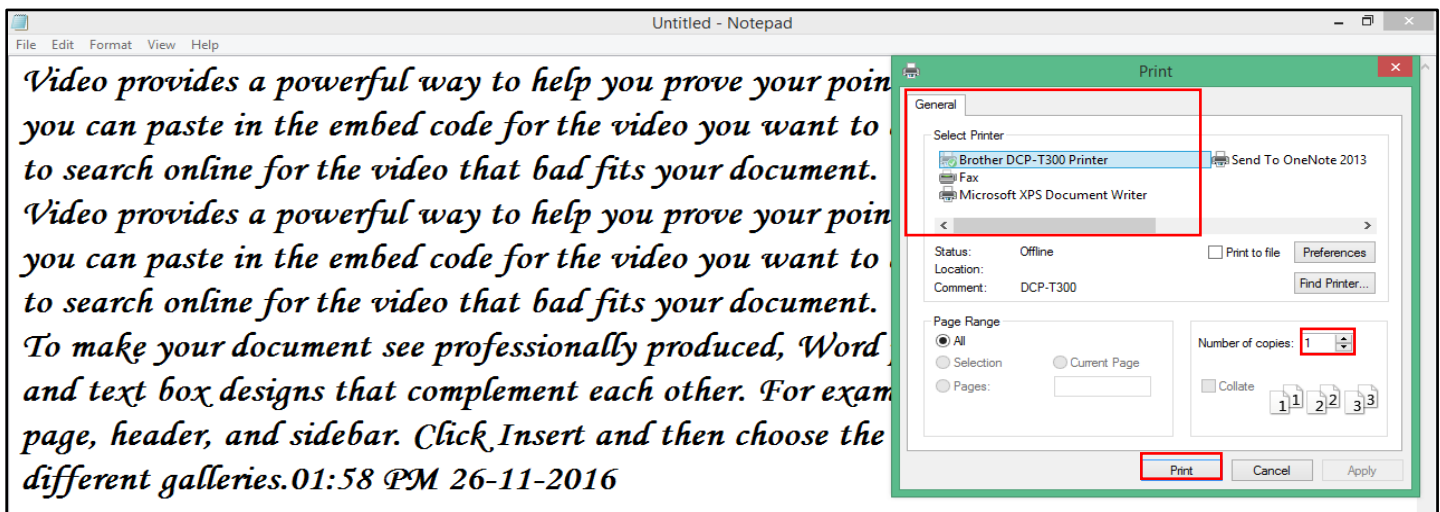 Untitled - Notepad
File Edit Format View Help
Video provides a powerful way to help you prove your poin
you can paste in the embed code for the video you want to
to search online for the video that bad fits your document.
Video provides a powerful way to help you prove your poin
you can paste in the embed code for the video you want to
to search online for the video that bad fits your document.
To make your document see professionally produced, Word
and text box designs that complement each other. For exam
page, header, and sidebar. Click Insert and then choose the
different galleries.01:58 PM 26-11-2016
Print
General
Select Printer
Brother DCP-T300 Printer Send To OneNote 2013
Fax
Microsoft XPS Document Writer
Status: Offline Print to file Preferences
Location:
Comment: DCP-T300 Find Printer...
Page Range
All Number of copies: 1
Selection Current Page
Pages: Collate
1 1 2 2 3 3
Print Cancel Apply